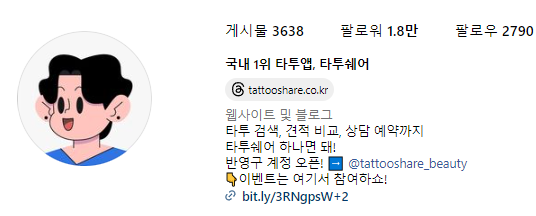 게시물 3638 팔로워 1.8만 팔로우 2790
국내 1위 타투앱, 타투쉐어
tattooshare.co.kr
웹사이트 및 블로그
타투 검색, 견적 비교, 상담 예약까지
타투쉐어 하나면 돼!
반영구 계정 오픈! ➡️ @tattooshare_beauty
👇이벤트는 여기서 참여하쇼!
bit.ly/3RNgpsW+2